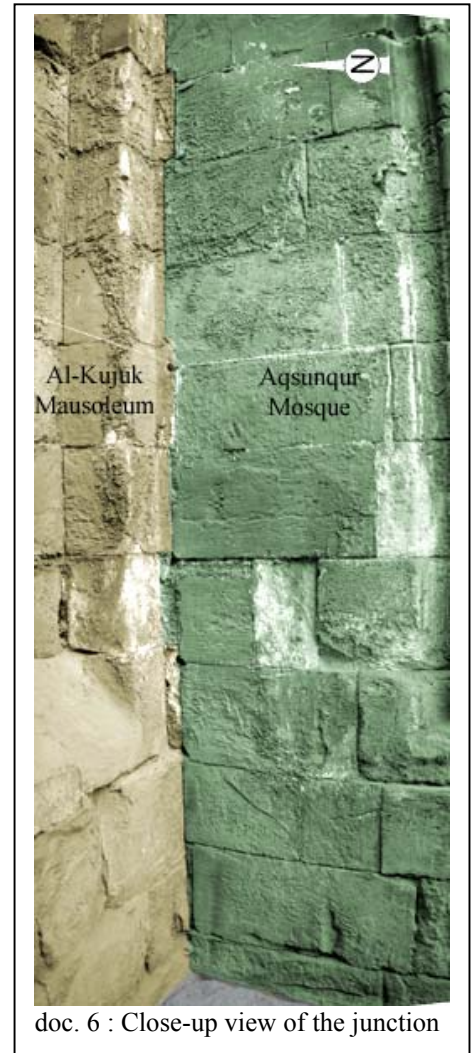 N
Al-Kujuk
Mausoleum
Aqsunqur
Mosque
doc. 6 : Close-up view of the junction